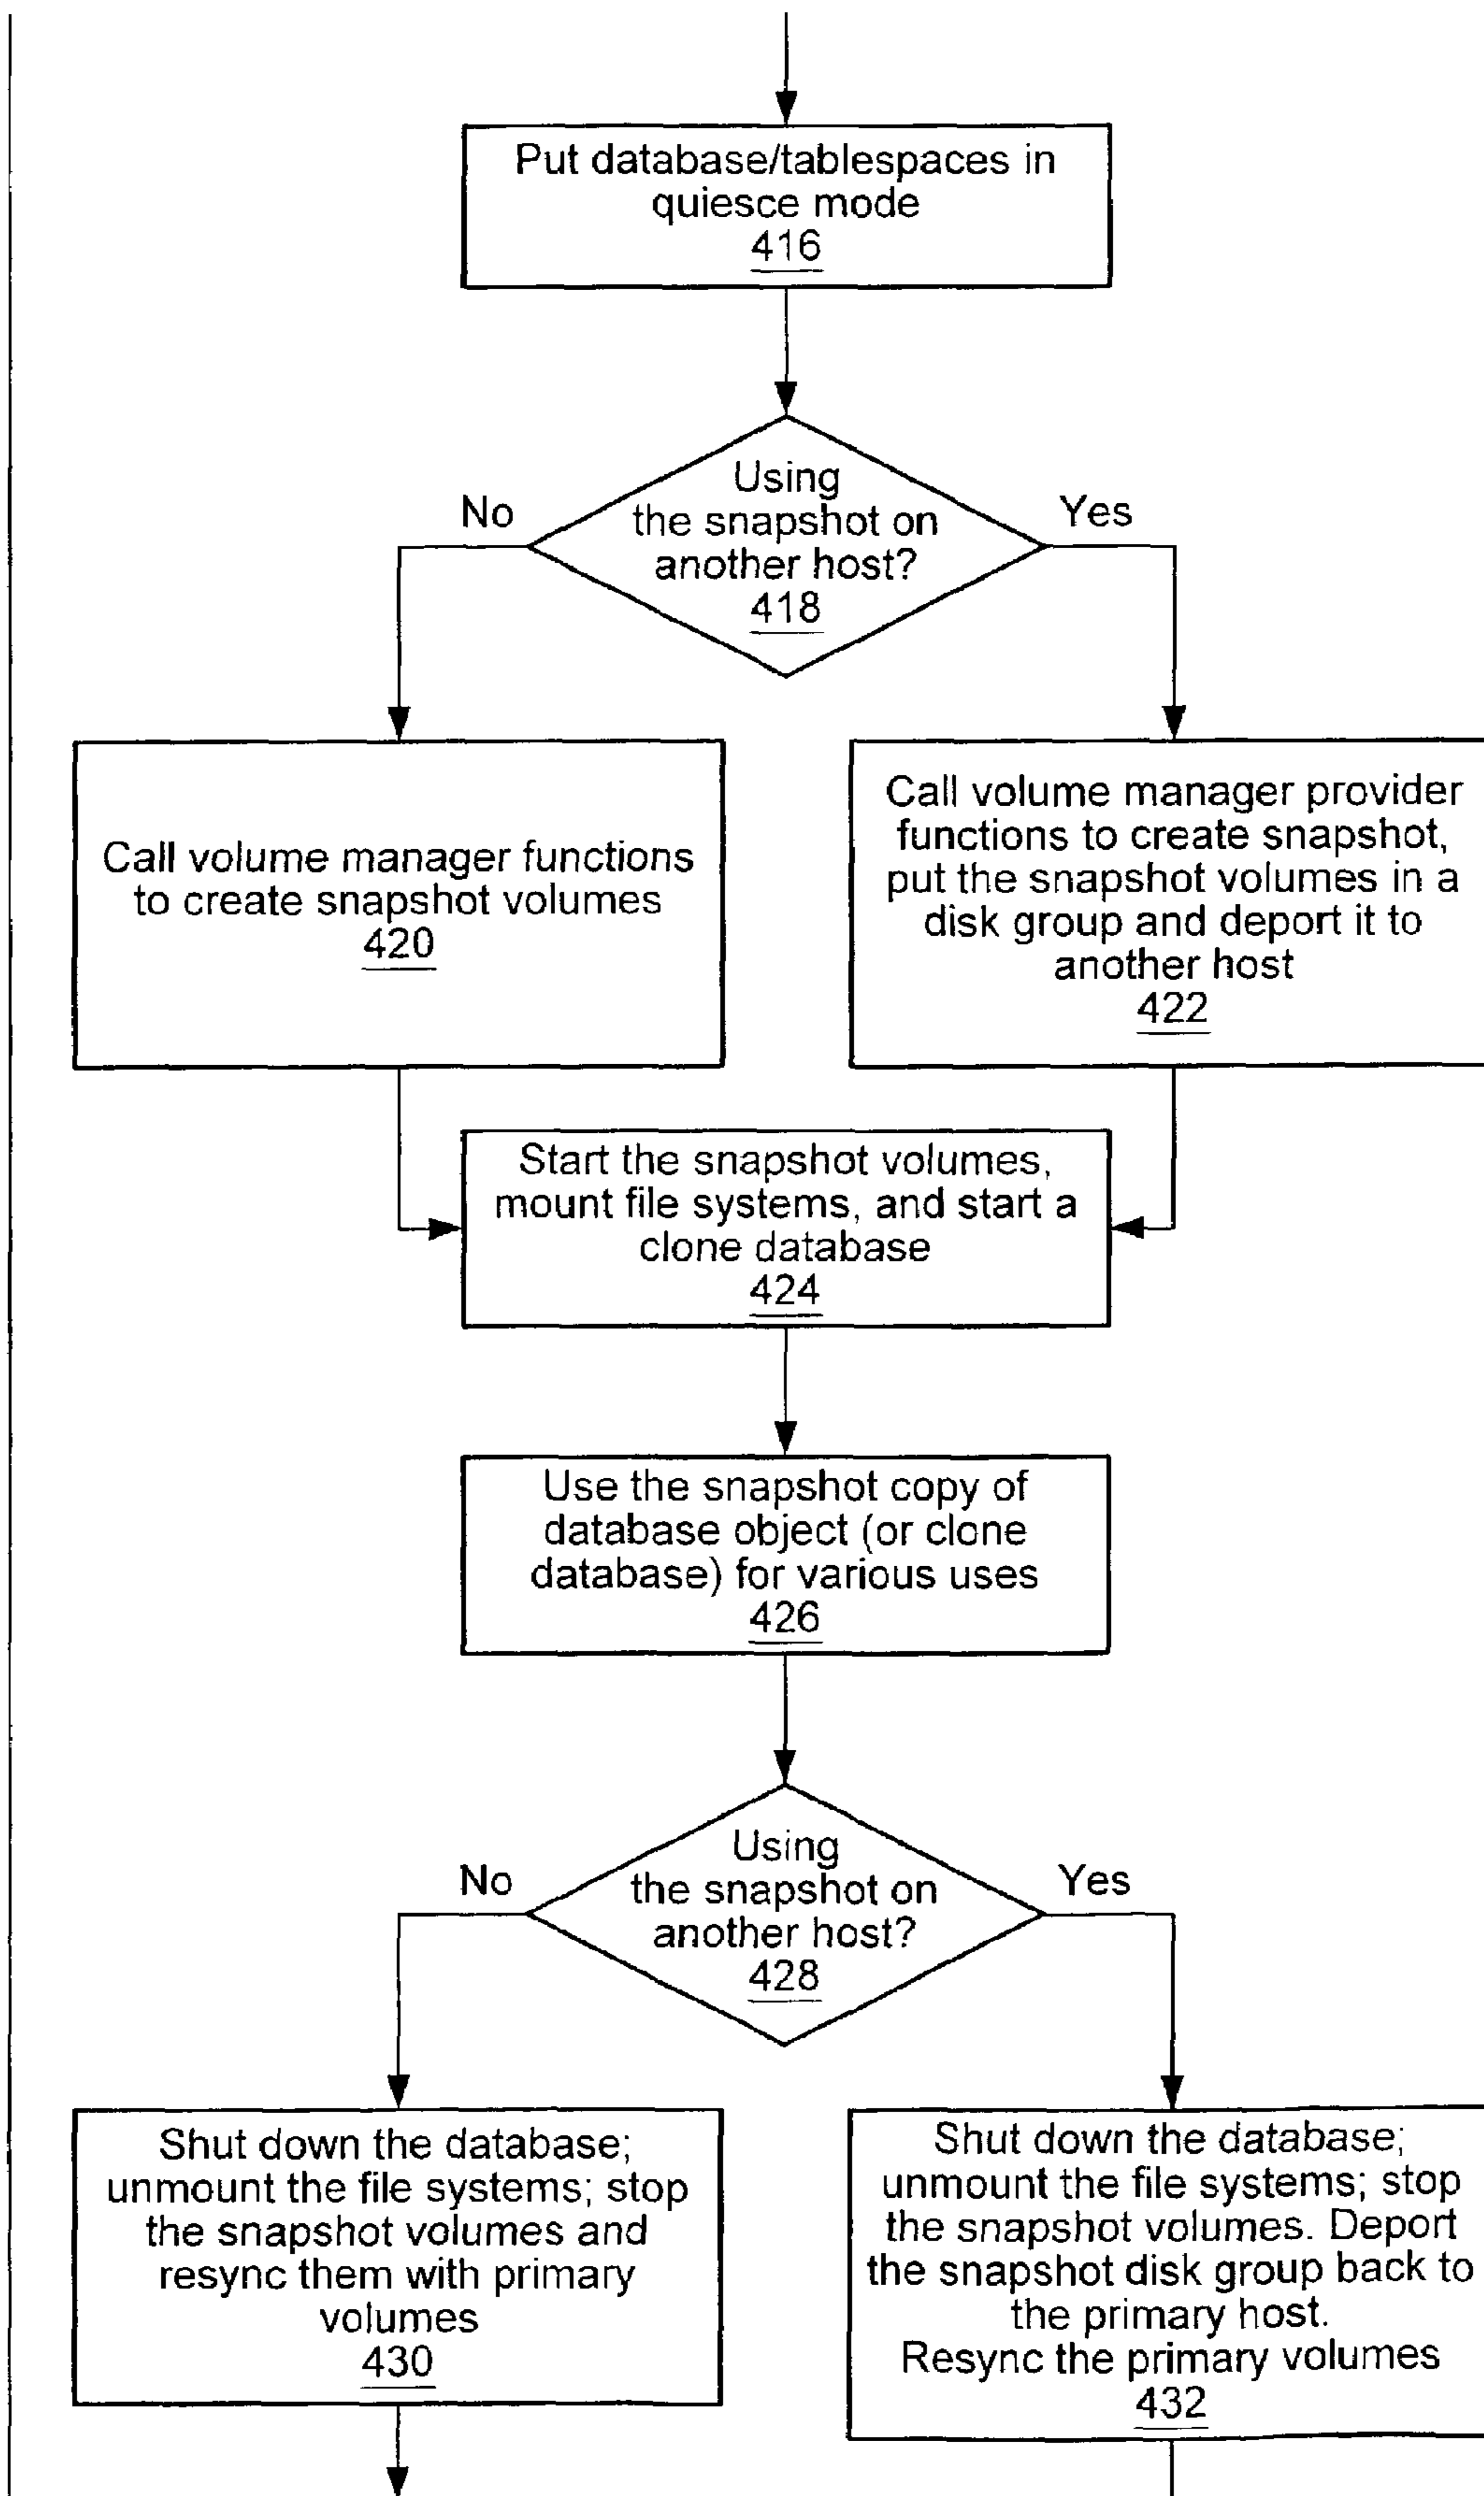 Put database/tablespaces in
quiesce mode
416
Using
the snapshot on
another host?
418
No
Yes
Call volume manager functions
to create snapshot volumes
420
Call volume manager provider
functions to create snapshot,
put the snapshot volumes in a
disk group and deport it to
another host
422
Start the snapshot volumes,
mount file systems, and start a
clone database
424
Use the snapshot copy of
database object (or clone
database) for various uses
426
Using
the snapshot on
another host?
428
No
Yes
Shut down the database;
unmount the file systems; stop
the snapshot volumes and
resync them with primary
volumes
430
Shut down the database;
unmount the file systems; stop
the snapshot volumes. Deport
the snapshot disk group back to
the primary host.
Resync the primary volumes
432